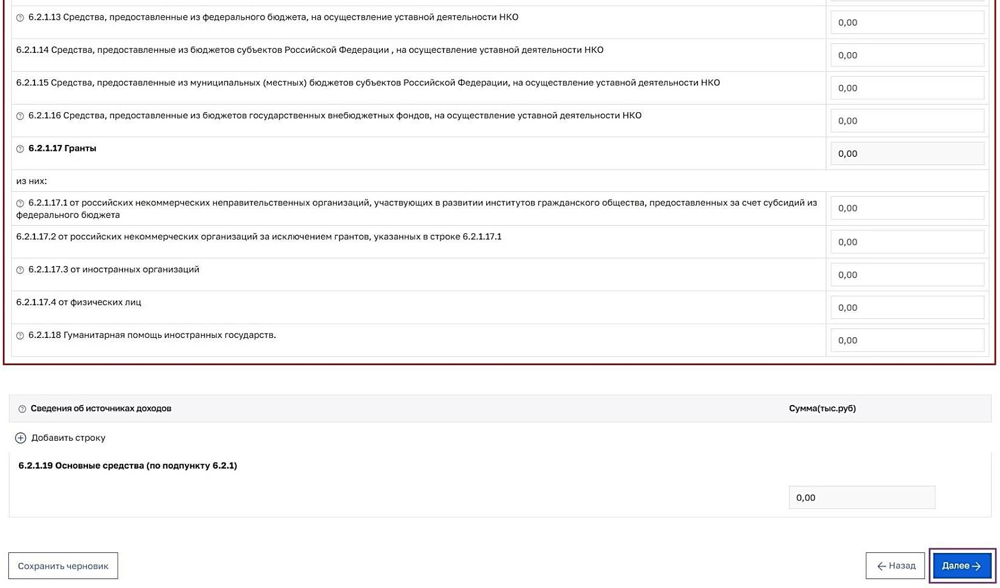 6.2.1.13 Средства, предоставленные из федерального бюджета, на осуществление уставной деятельности НКО
0,00
6.2.1.14 Средства, предоставленные из бюджетов субъектов Российской Федерации , на осуществление уставной деятельности НКО
0,00
6.2.1.15 Средства, предоставленные из муниципальных (местных) бюджетов субъектов Российской Федерации, на осуществление уставной деятельности НКО
0,00
6.2.1.16 Средства, предоставленные из бюджетов государственных внебюджетных фондов, на осуществление уставной деятельности НКО
0,00
6.2.1.17 Гранты
0,00
из них:
6.2.1.17.1 от российских некоммерческих неправительственных организаций, участвующих в развитии институтов гражданского общества, предоставленных за счет субсидий из
федерального бюджета
0,00
6.2.1.17.2 от российских некоммерческих организаций за исключением грантов, указанных в строке 6.2.1.17.1
0,00
6.2.1.17.3 от иностранных организаций
0,00
6.2.1.17.4 от физических лиц
0,00
6.2.1.18 Гуманитарная помощь иностранных государств.
0,00
Сведения об источниках доходов
Сумма(тыс.руб)
Добавить строку
6.2.1.19 Основные средства (по подпункту 6.2.1)
0,00
Сохранить черновик
Назад
Далее